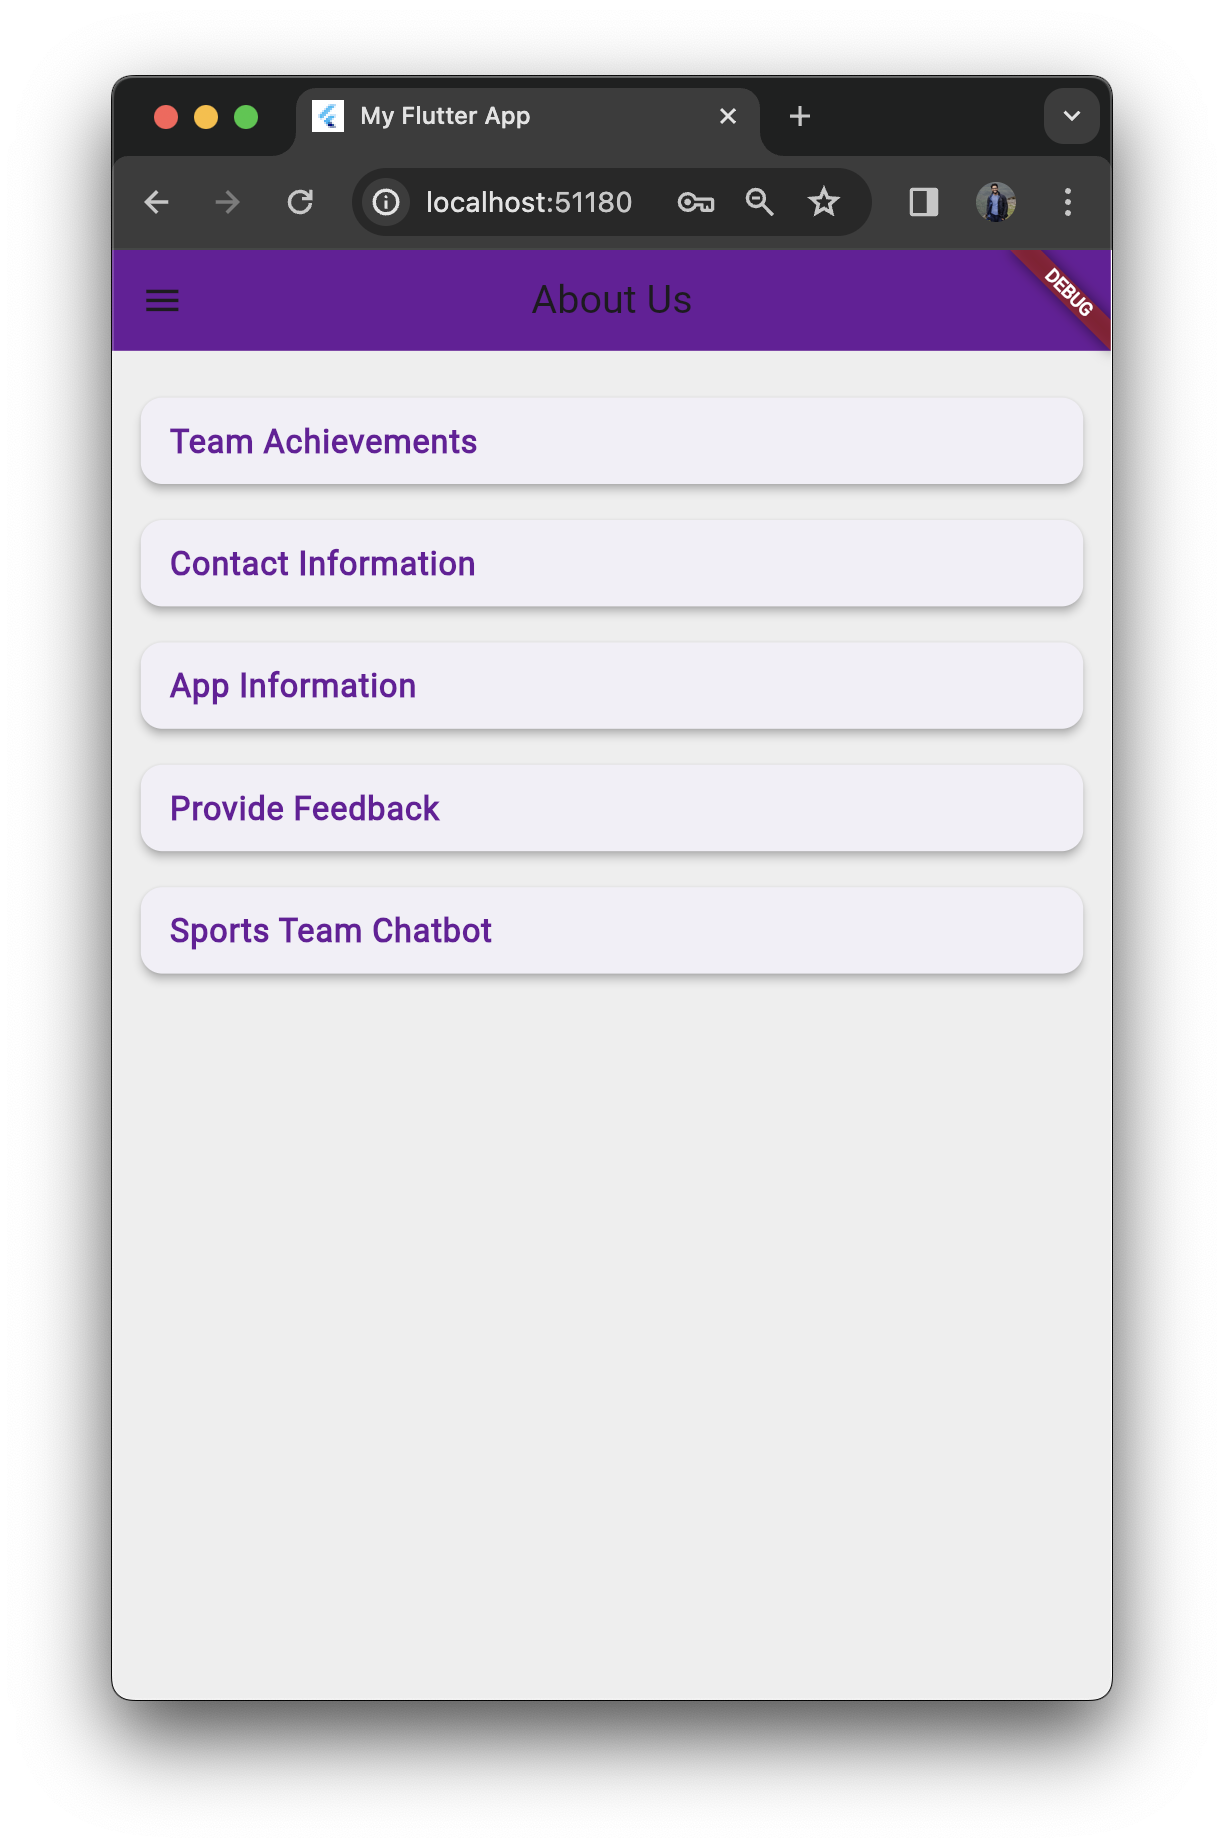 My Flutter App
localhost:51180
About Us
DEBUG
Team Achievements
Contact Information
App Information
Provide Feedback
Sports Team Chatbot